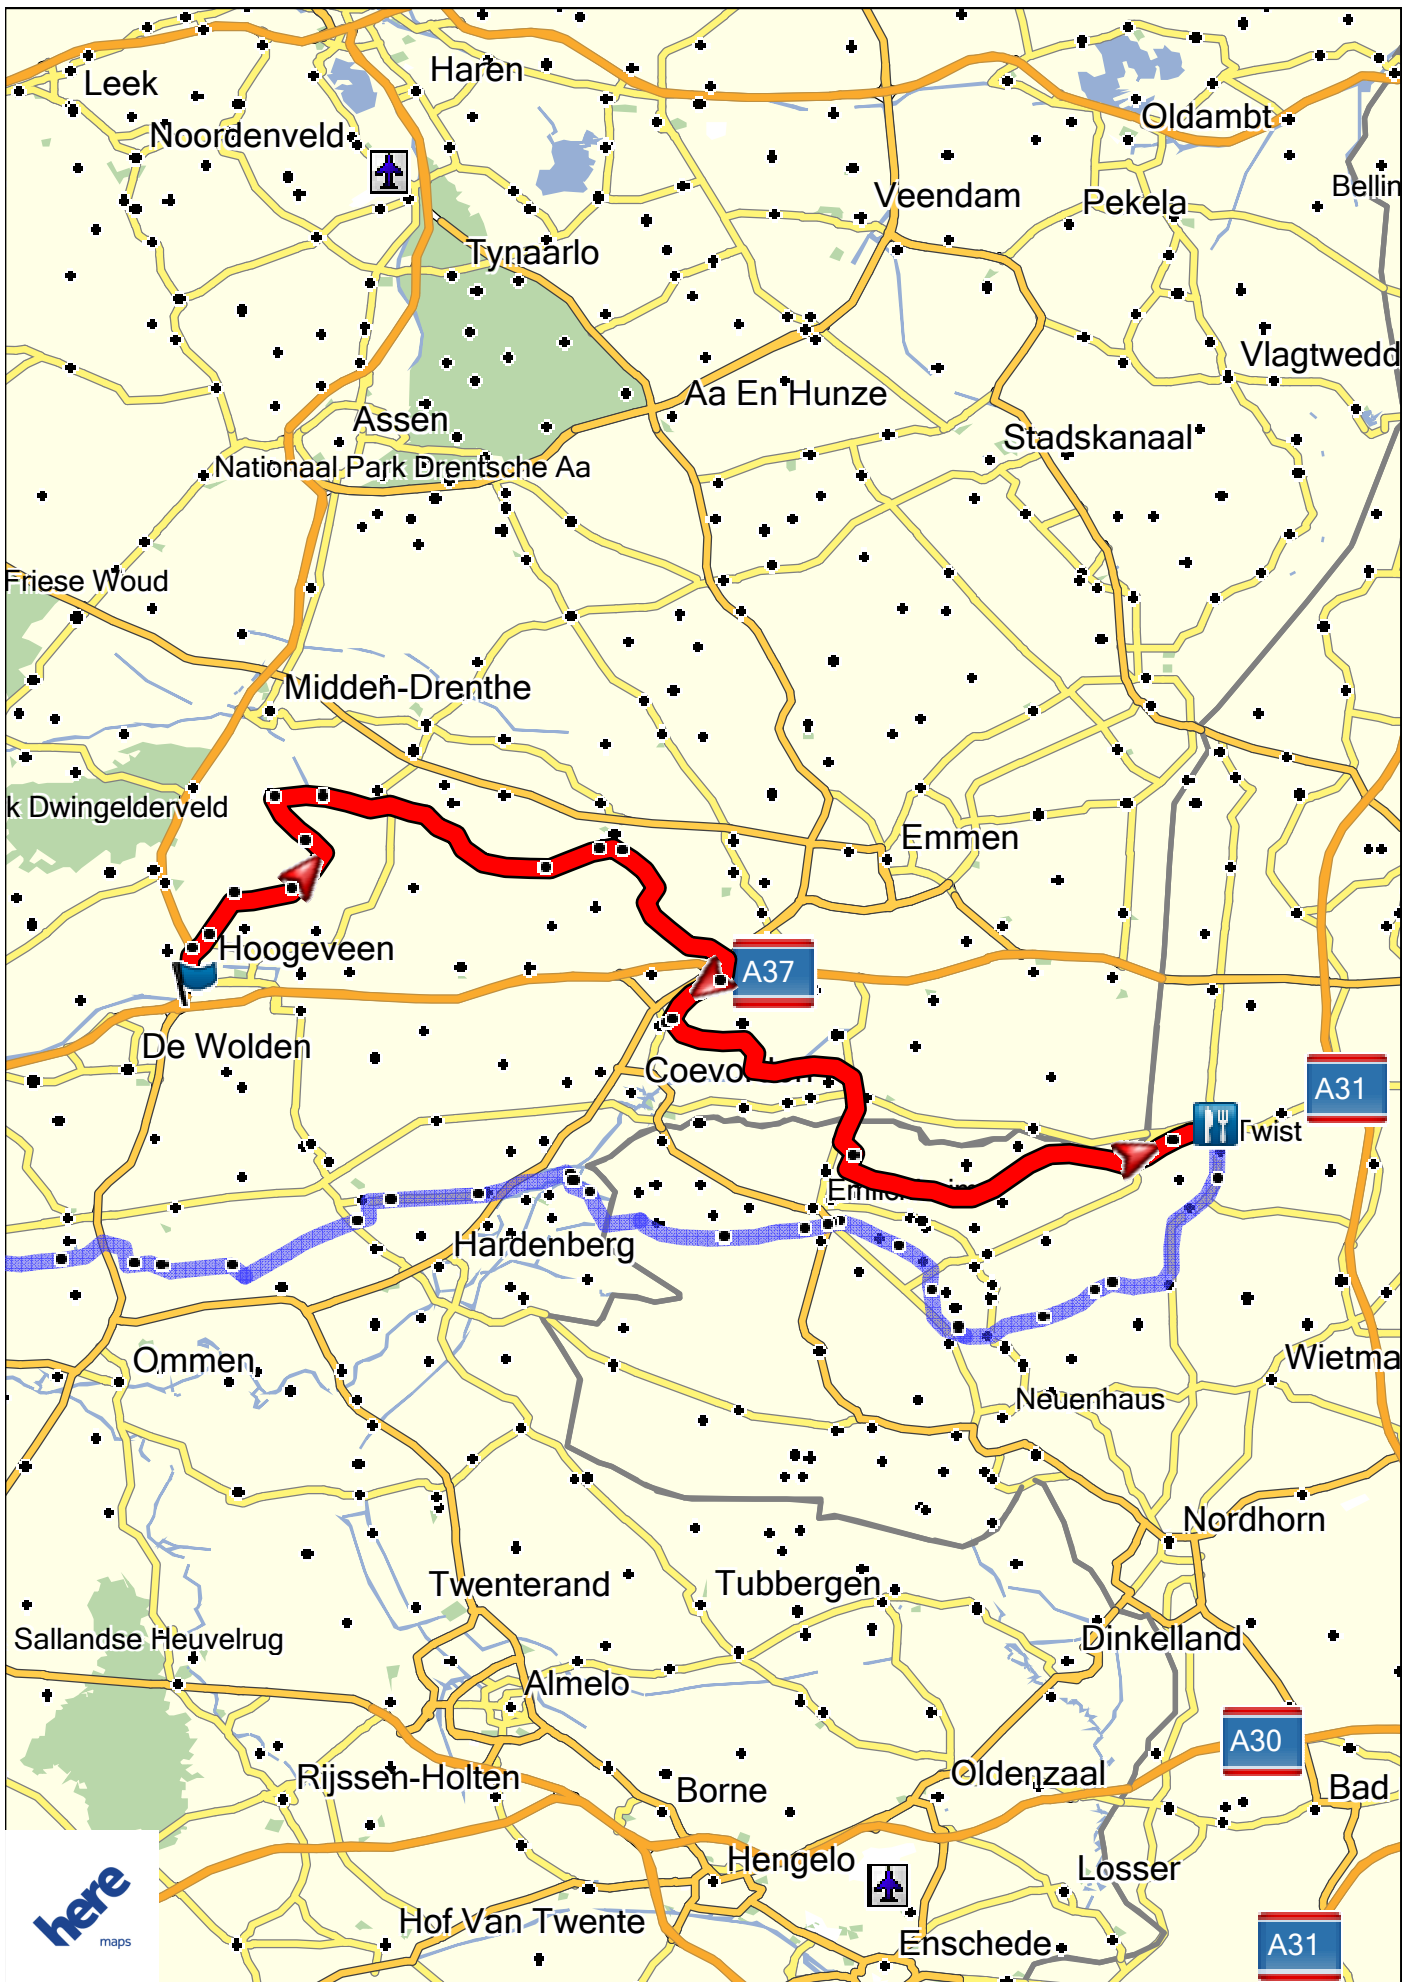 Haren
Leek
Oldambt
Noordenveld
Bellin
Veendam
Pekela
Tynaarlo
Vlagtwedd
Aa En Hunze
Assen
Stadskanaal
Nationaal Park Drentsche Aa
Friese Woud
Midden-Drenthe
k Dwingelderveld
Emmen
Hoogeveen
A37
De Wolden
Coevorden
A31
Twist
Hardenberg
Ommen
Wietma
Neuenhaus
Nordhorn
Twenterand
Tubbergen
Sallandse Heuvelrug
Dinkelland
Almelo
A30
Rijssen-Holten
Oldenzaal
Borne
Bad
Hengelo
Losser
here
maps
Hof Van Twente
Enschede
A31